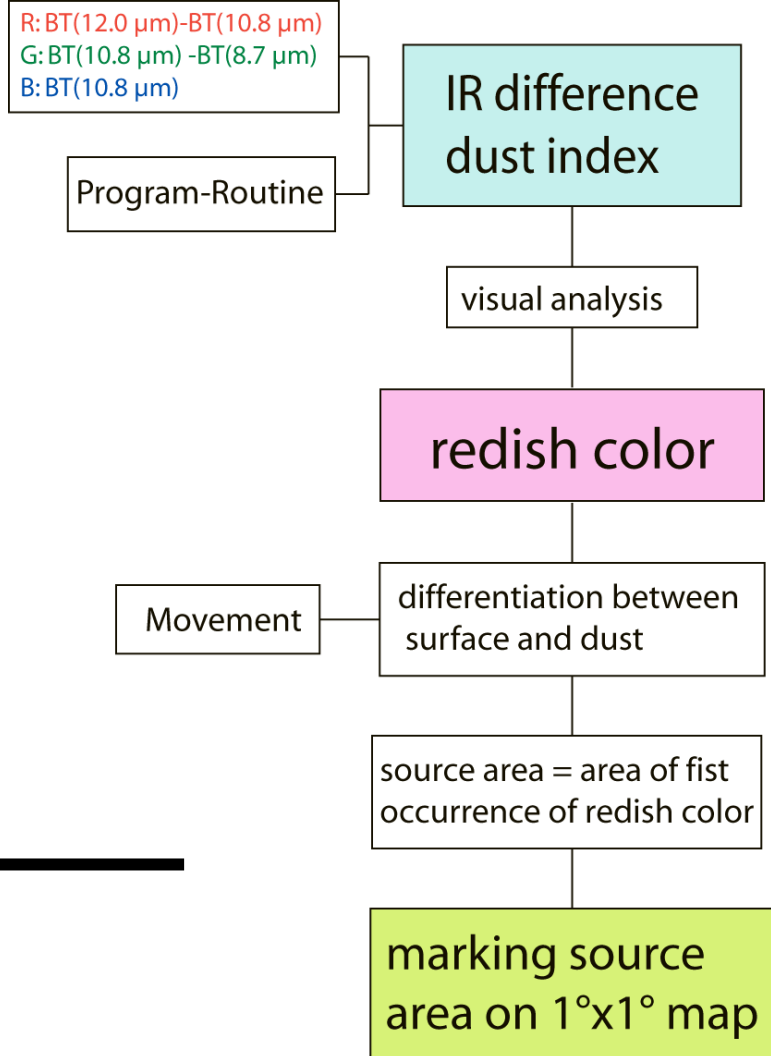 R: BT(12.0 µm)-BT(10.8 µm)
G: BT(10.8 µm) -BT(8.7 µm)
B: BT(10.8 µm)
IR difference
dust index
Program-Routine
visual analysis
redish color
Movement
differentiation between
surface and dust
source area = area of fist
occurrence of redish color
marking source
area on 1°x1° map